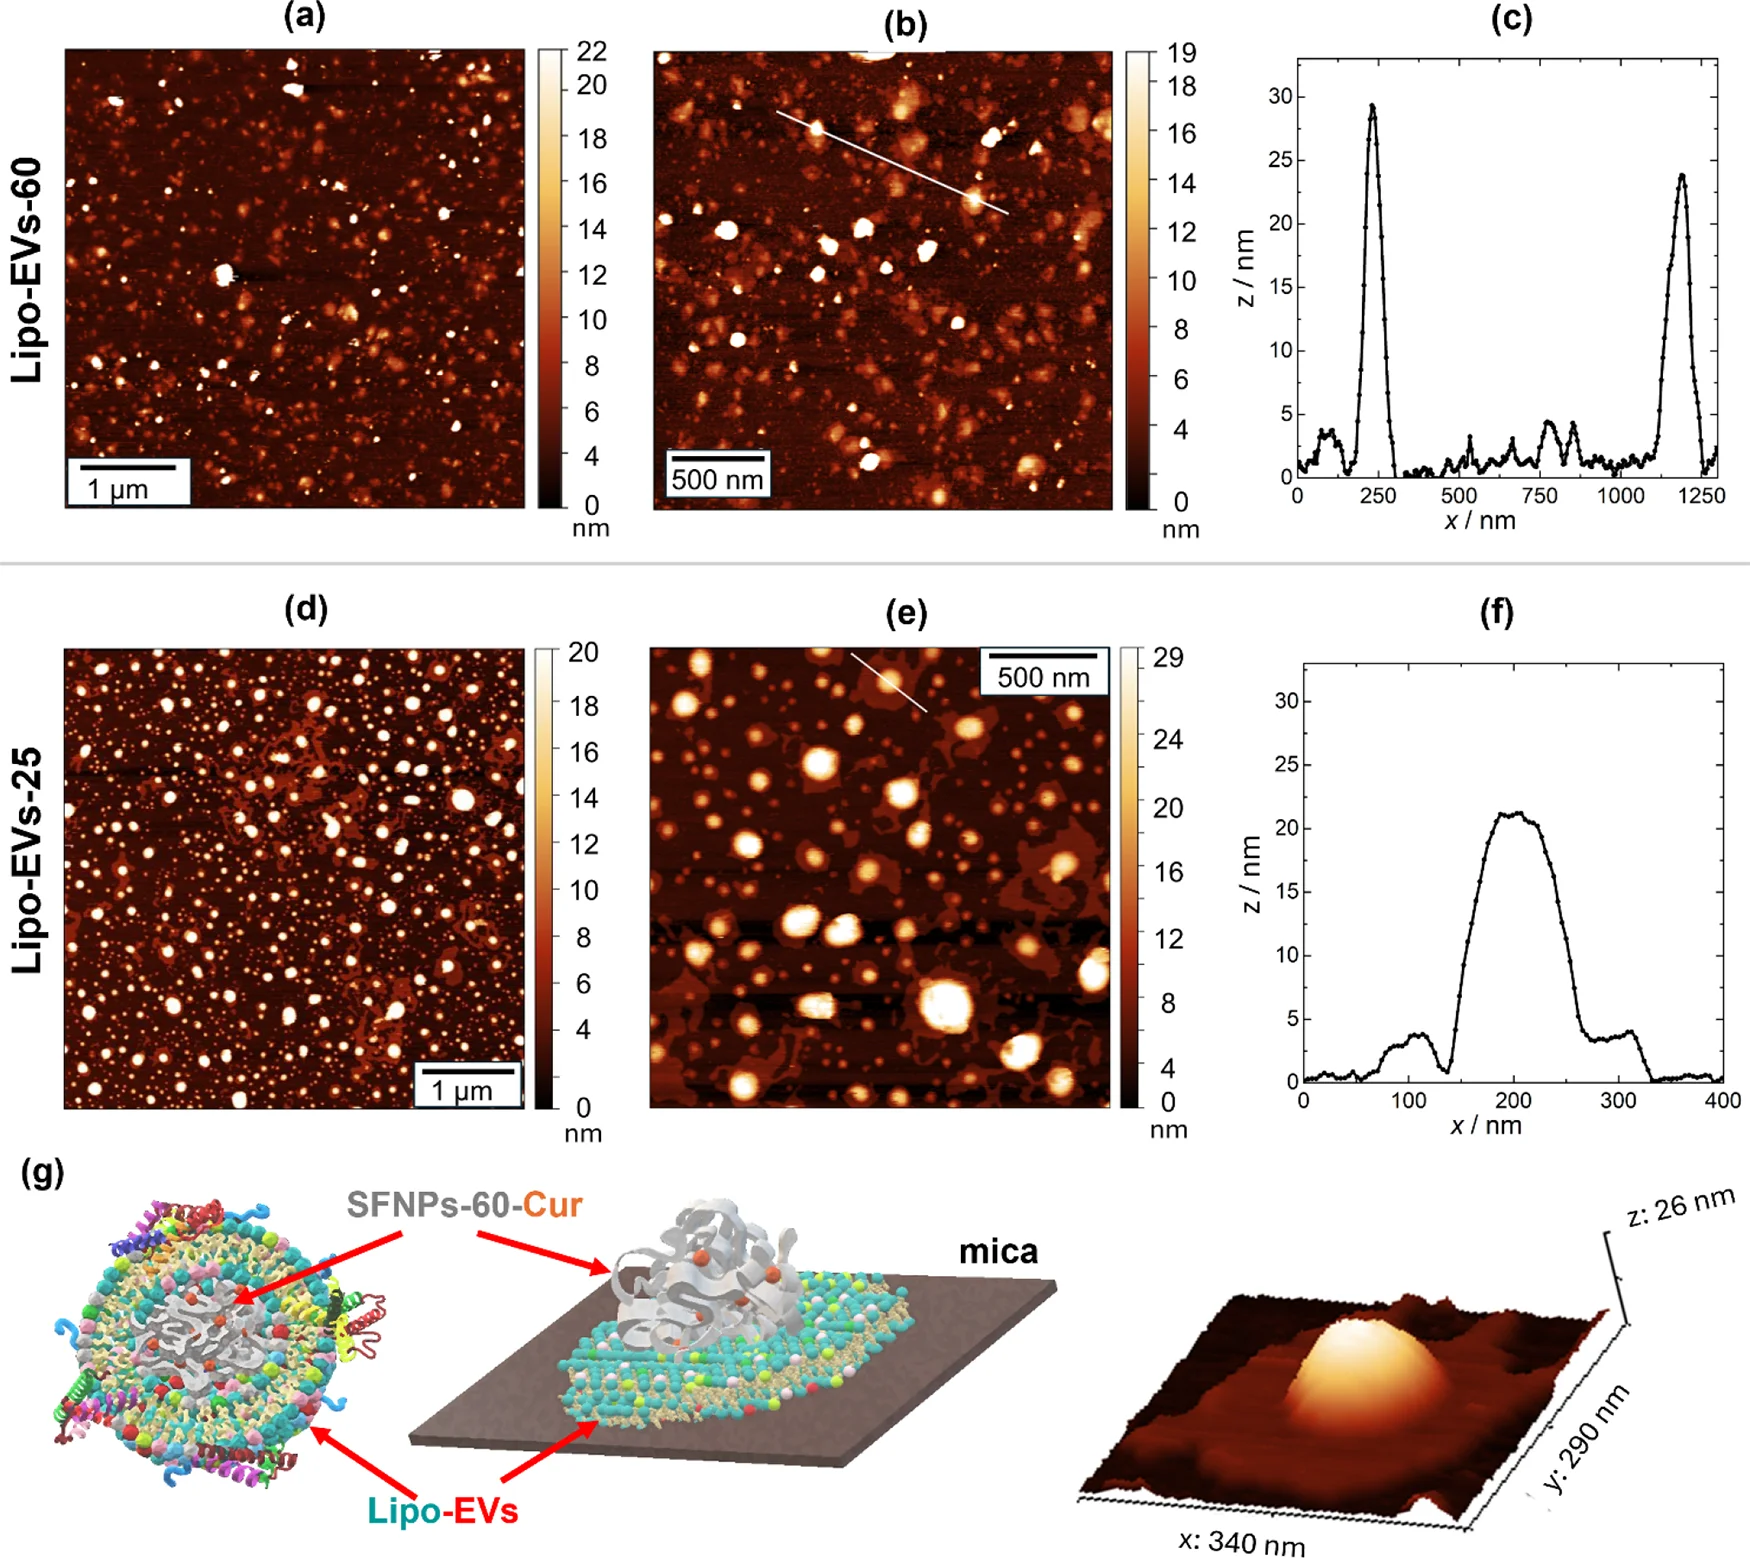 (a)
(b)
(c)
Lipo-EVs-60
22
20
18
16
14
12
10
8
6
4
0
nm
1 µm
19
18
16
14
12
10
8
6
4
0
nm
500 nm
z / nm
30
25
20
15
10
5
0
0 250 500 750 1000 1250
x / nm
(d)
(e)
(f)
Lipo-EVs-25
20
18
16
14
12
10
8
6
4
0
nm
1 µm
500 nm
29
24
20
16
12
8
4
0
nm
z / nm
30
25
20
15
10
5
0
0 100 200 300 400
x / nm
(g)
SFNPs-60-Cur
mica
Lipo-EVs
z: 26 nm
y: 290 nm
x: 340 nm